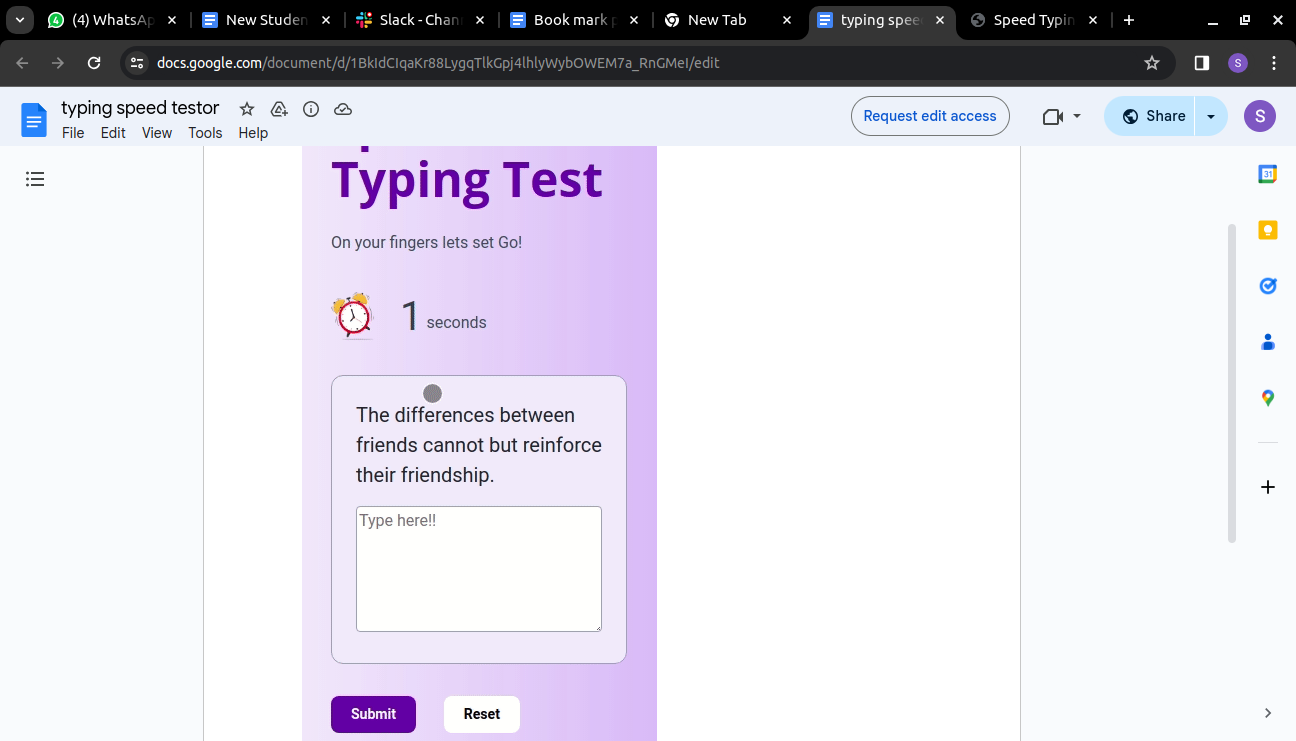 (4) WhatsAp
New Studen
Slack - Chan
Book mark p
New Tab
typing spee
Speed Typin
docs.google.com/document/d/1BkIdCIqaKr88LygqTlkGpj4lhlyWybOWEM7a_RnGMeI/edit
S
typing speed testor
File Edit View Tools Help
Request edit access
Share
S
Typing Test
31
On your fingers lets set Go!
1 seconds
The differences between
friends cannot but reinforce
their friendship.
Type here!!
Submit Reset